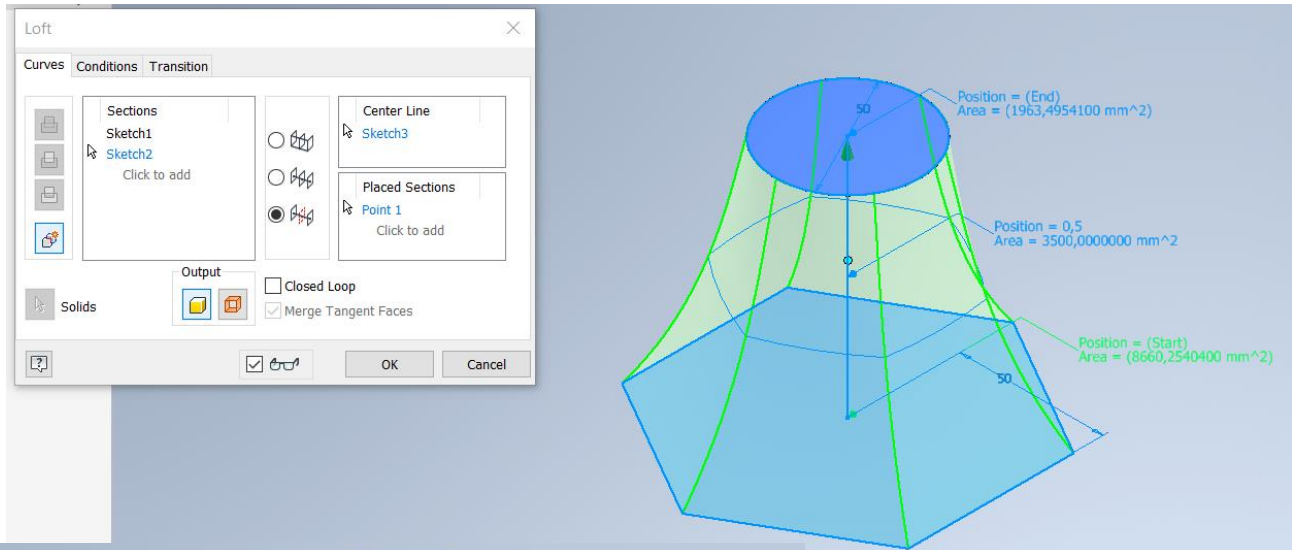 Loft
Curves Conditions Transition
Sections
Sketch1
Sketch2
Click to add
Center Line
Sketch3
Placed Sections
Point 1
Click to add
Output
Solids
Closed Loop
Merge Tangent Faces
OK
Cancel
50
Position = (End)
Area = (1963,4954100 mm^2)
Position = 0,5
Area = 3500,0000000 mm^2
Position = (Start)
Area = (8660,2540400 mm^2)
50